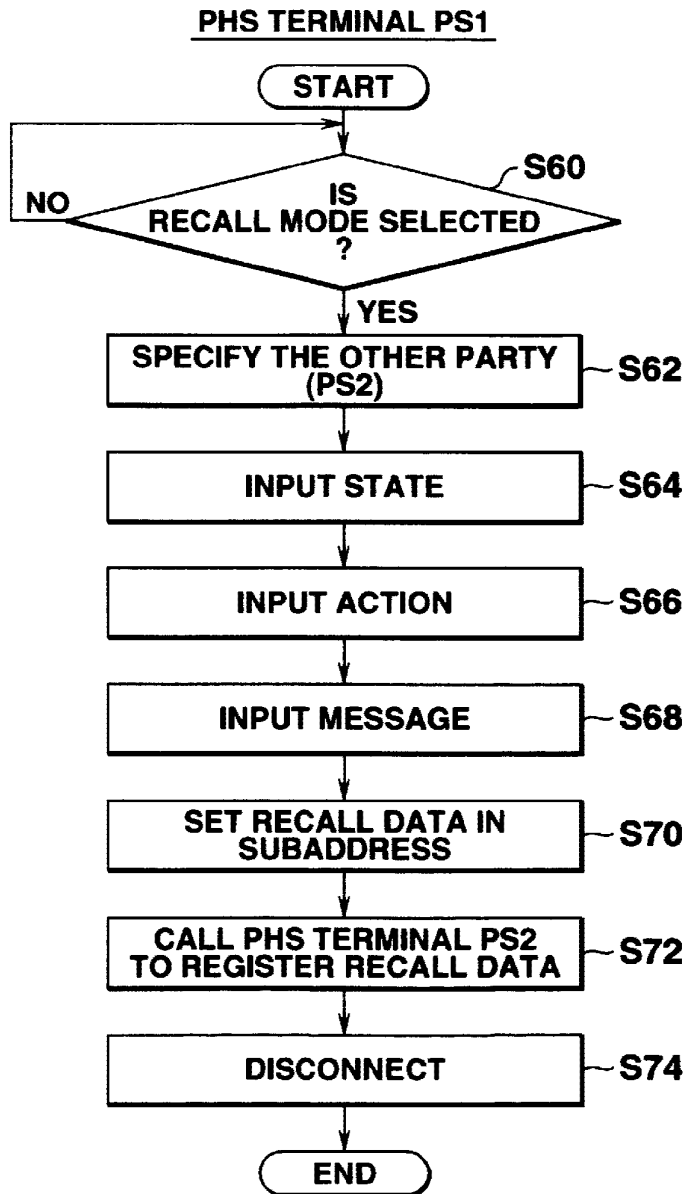 PHS TERMINAL PS1
START
S60
IS
RECALL MODE SELECTED
?
NO
YES
SPECIFY THE OTHER PARTY
(PS2)
S62
INPUT STATE
S64
INPUT ACTION
S66
INPUT MESSAGE
S68
SET RECALL DATA IN
SUBADDRESS
S70
CALL PHS TERMINAL PS2
TO REGISTER RECALL DATA
S72
DISCONNECT
S74
END